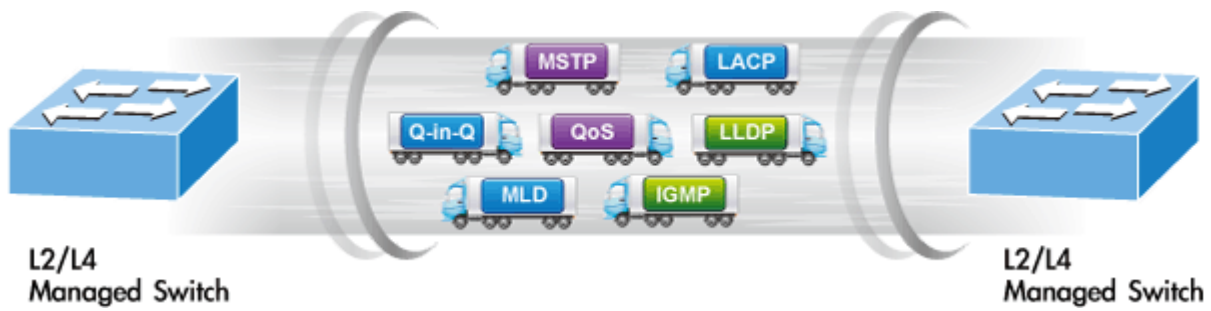 MSTP
LACP
Q-in-Q
QoS
LLDP
MLD
IGMP
L2/L4
Managed Switch
L2/L4
Managed Switch